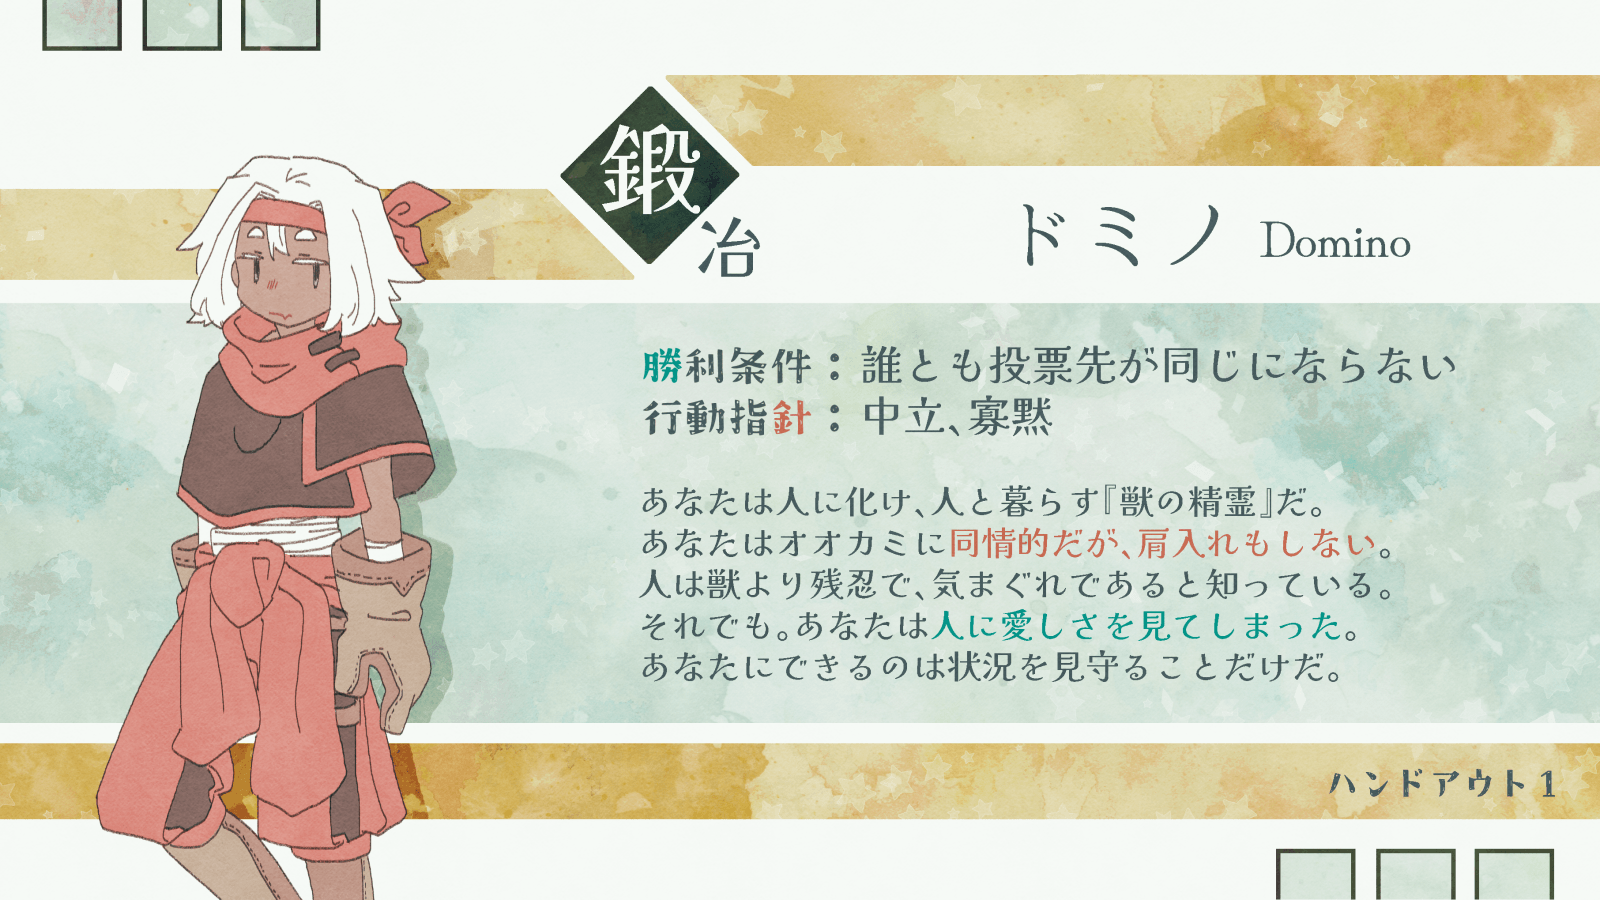 鍛冶
ドミノ Domino
勝利条件：誰とも投票先が同じにならない
行動指針：中立、寡黙
あなたは人に化け、人と暮らす『獣の精霊』だ。
あなたはオオカミに同情的だが、肩入れもしない。
人は獣より残忍で、気まぐれであると知っている。
それでも。あなたは人に愛しさを見てしまった。
あなたにできるのは状況を見守ることだけだ。
ハンドアウト1